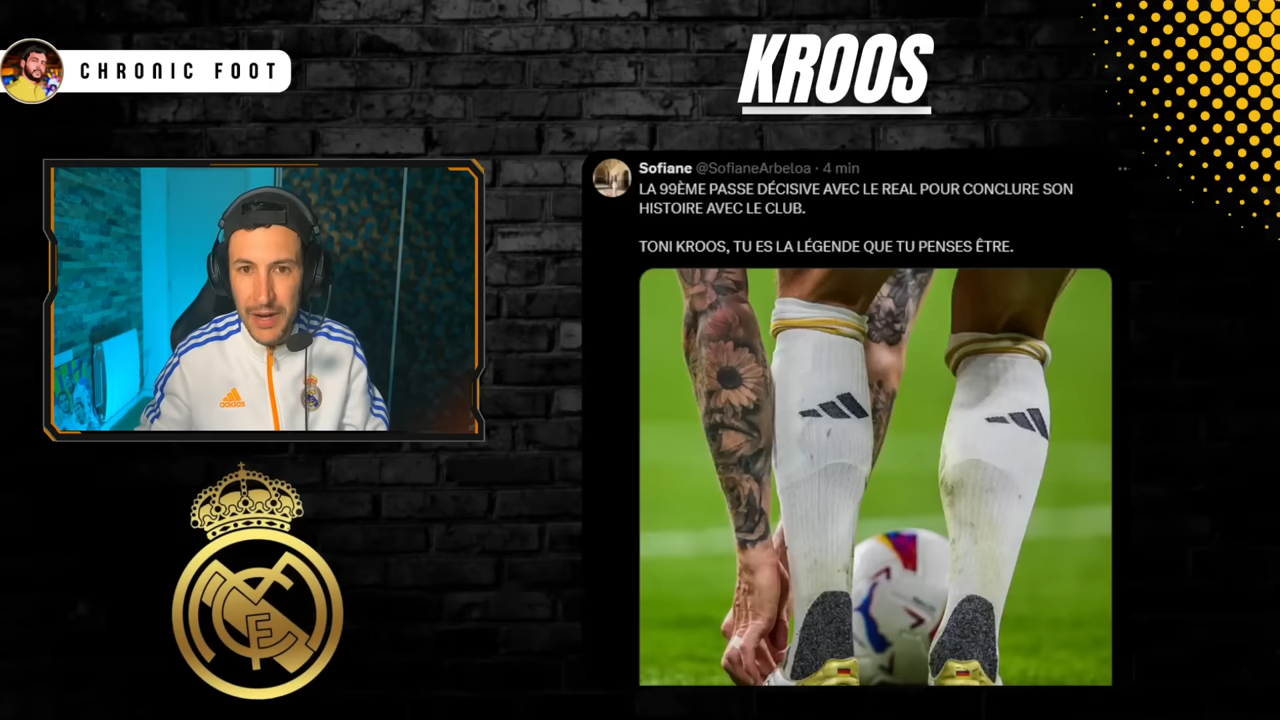 CHRONIC FOOT
KROOS
Sofiane @SofianeArbeloa · 4 min
LA 99ÈME PASSE DÉCISIVE AVEC LE REAL POUR CONCLURE SON
HISTOIRE AVEC LE CLUB.
TONI KROOS, TU ES LA LÉGENDE QUE TU PENSES ÊTRE.
adidas